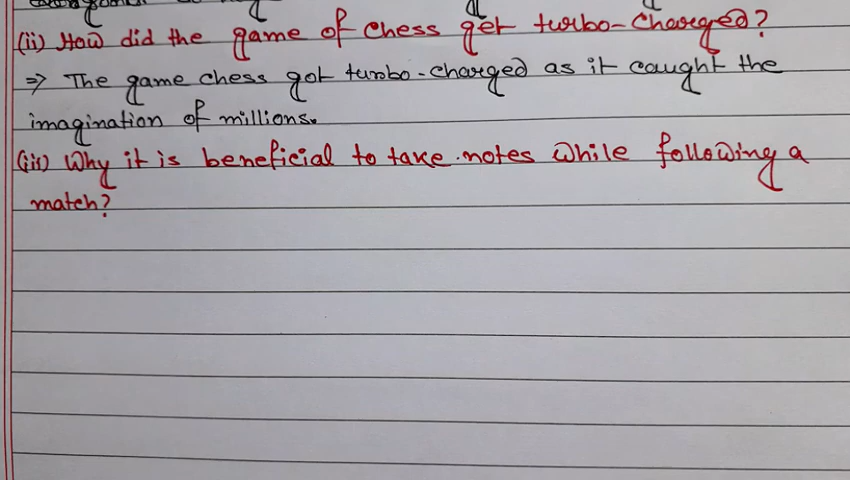 (ii) How did the game of chess get turbo-charged?
⇒ The game chess got turbo-charged as it caught the
imagination of millions.
(iii) Why it is beneficial to take notes while following a
match?